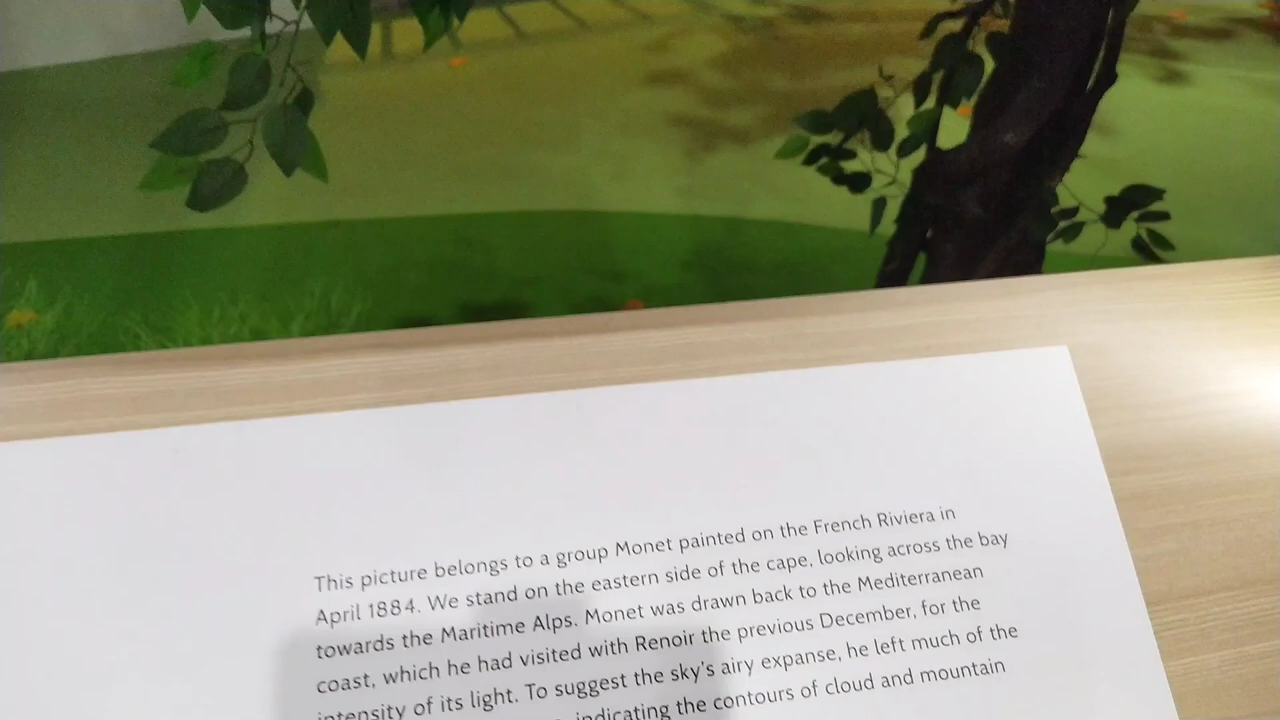 This picture belongs to a group Monet painted on the French Riviera in
April 1884. We stand on the eastern side of the cape, looking across the bay
towards the Maritime Alps. Monet was drawn back to the Mediterranean
coast, which he had visited with Renoir the previous December, for the
intensity of its light. To suggest the sky's airy expanse, he left much of the
indicating the contours of cloud and mountain